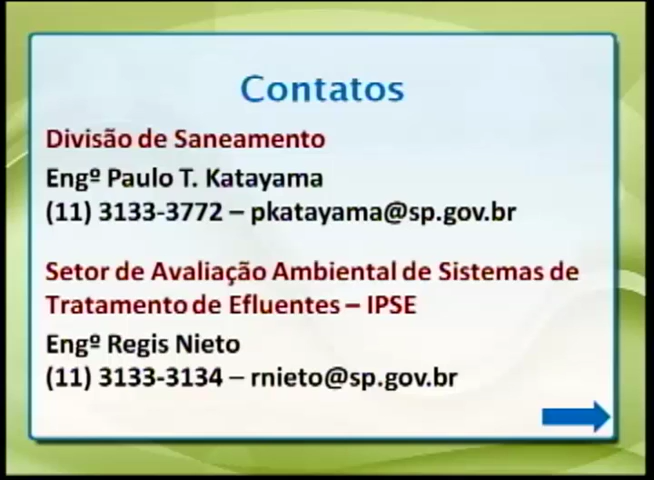 Contatos
Divisão de Saneamento
Engº Paulo T. Katayama
(11) 3133-3772 – pkatayama@sp.gov.br
Setor de Avaliação Ambiental de Sistemas de
Tratamento de Efluentes – IPSE
Engº Regis Nieto
(11) 3133-3134 – rnieto@sp.gov.br